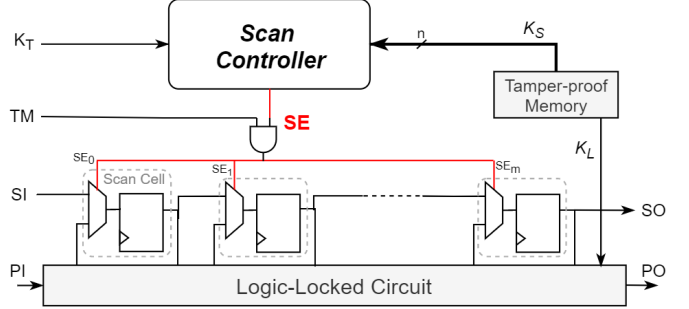 Scan
Controller
K_T
n
K_S
Tamper-proof
Memory
TM
SE
K_L
SE_0
Scan Cell
SE_1
SE_m
SI
SO
PI
Logic-Locked Circuit
PO